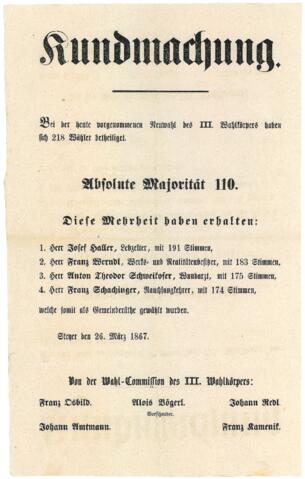 Kundmachung.
Bei der heute vorgenommenen Neuwahl des III. Wahlkörpers haben
sich 218 Wähler betheiliget.
Absolute Majorität 110.
Diese Mehrheit haben erhalten:
1. Herr Josef Haller, Lebzelter, mit 191 Stimmen,
2. Herr Franz Werndl, Werks- und Realitätenbesitzer, mit 183 Stimmen,
3. Herr Anton Theodor Schweikofer, Wundarzt, mit 175 Stimmen,
4. Herr Franz Schachinger, Rauchfangkehrer, mit 174 Stimmen,
welche somit als Gemeinderäthe gewählt wurden.
Steyer den 26. März 1867.
Von der Wahl-Commission des III. Wahlkörpers:
Franz Osbild. Alois Vögerl. Johann Redl.
Vorsitzender.
Johann Amtmann. Franz Kamenik.